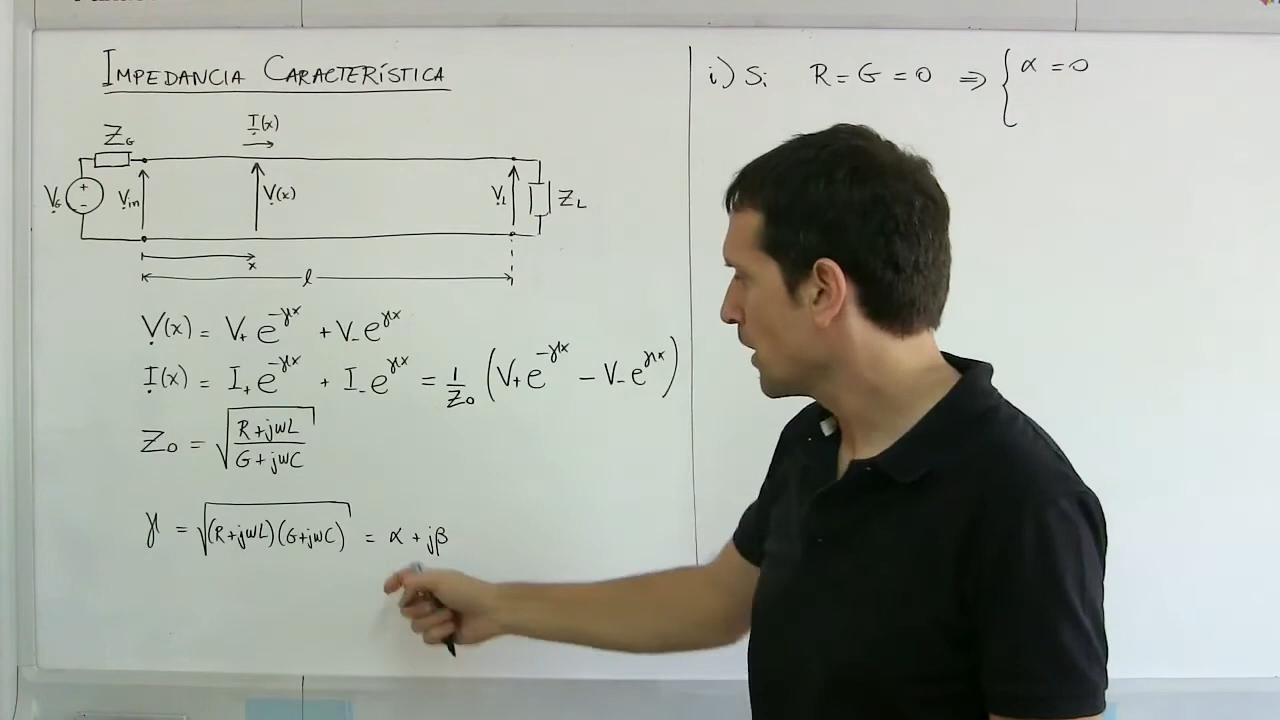 IMPEDANCIA CARACTERÍSTICA
I(x)
Z_G
V_G
+
-
V_in
V(x)
V_L
Z_L
x
l
V(x) = V₊e^{-γx} + V₋e^{γx}
I(x) = I₊e^{-γx} + I₋e^{γx} = 1/Z₀ (V₊e^{-γx} - V₋e^{γx})
Z₀ = √((R+jωL)/(G+jωC))
γ = √((R+jωL)(G+jωC)) = α + jβ
i) Si R = G = 0 ⇒ { α = 0